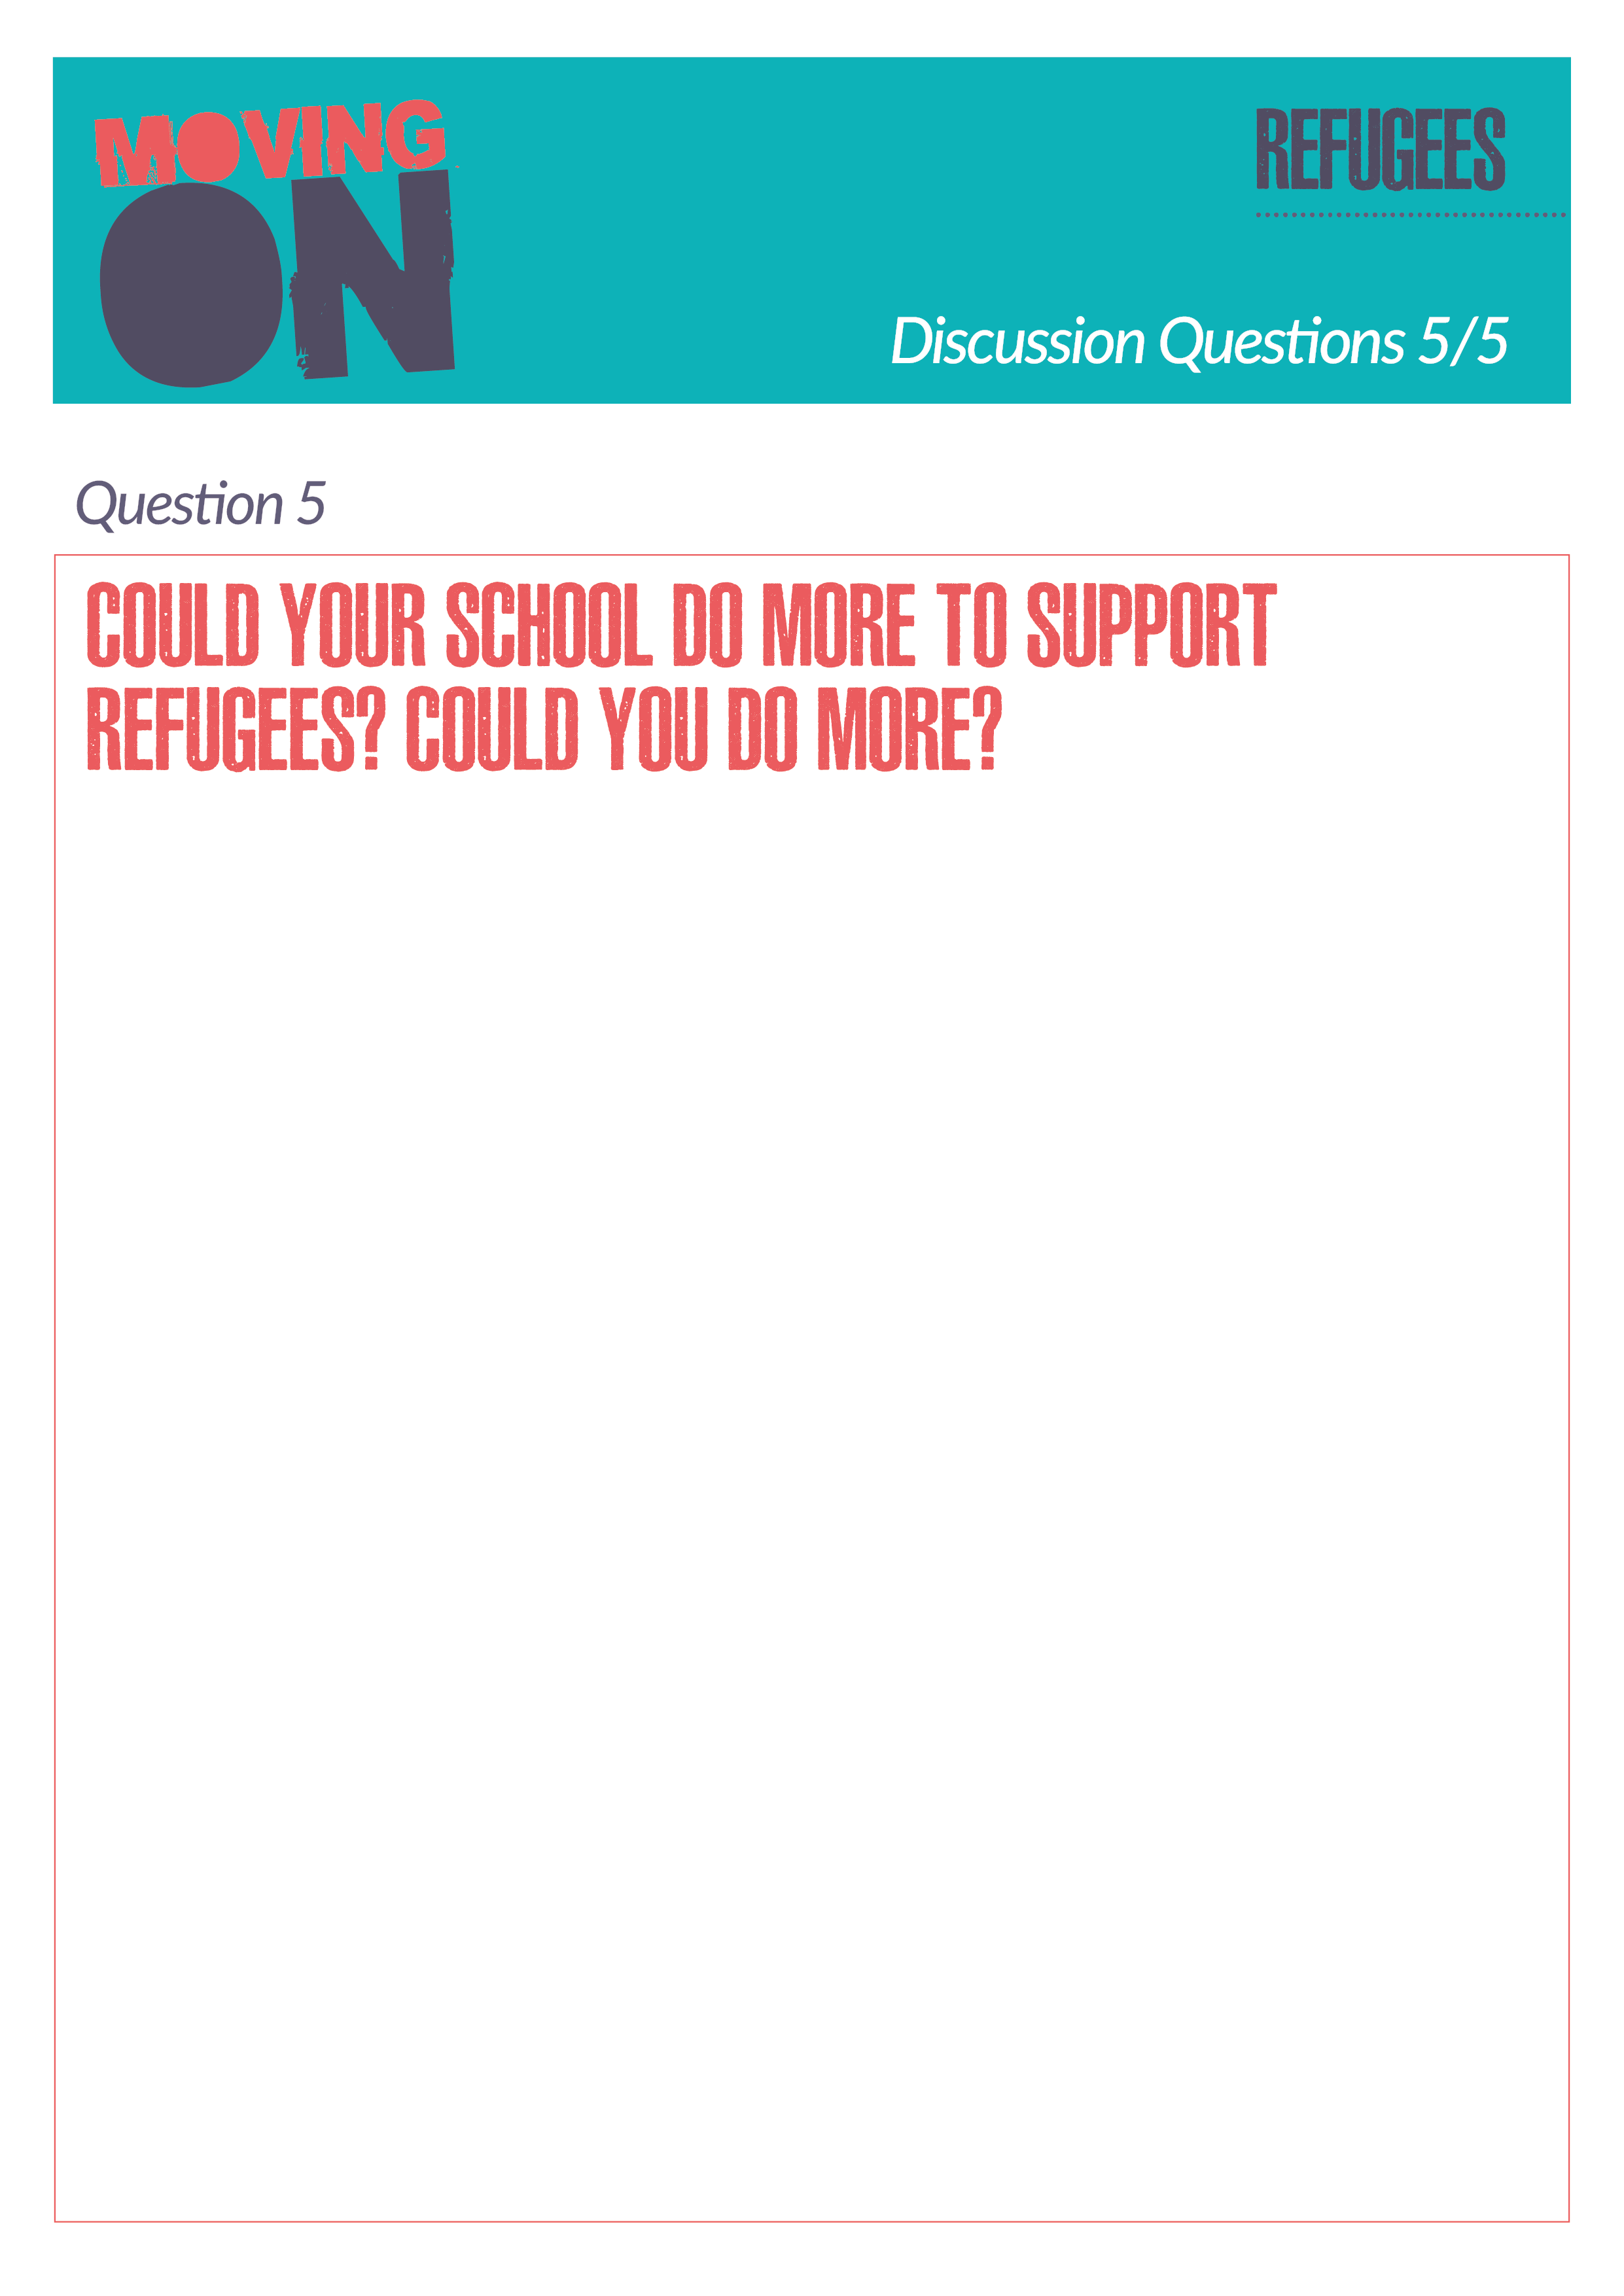 MOVING
ON
REFUGEES
Discussion Questions 5/5
Question 5
COULD YOUR SCHOOL DO MORE TO SUPPORT
REFUGEES? COULD YOU DO MORE?